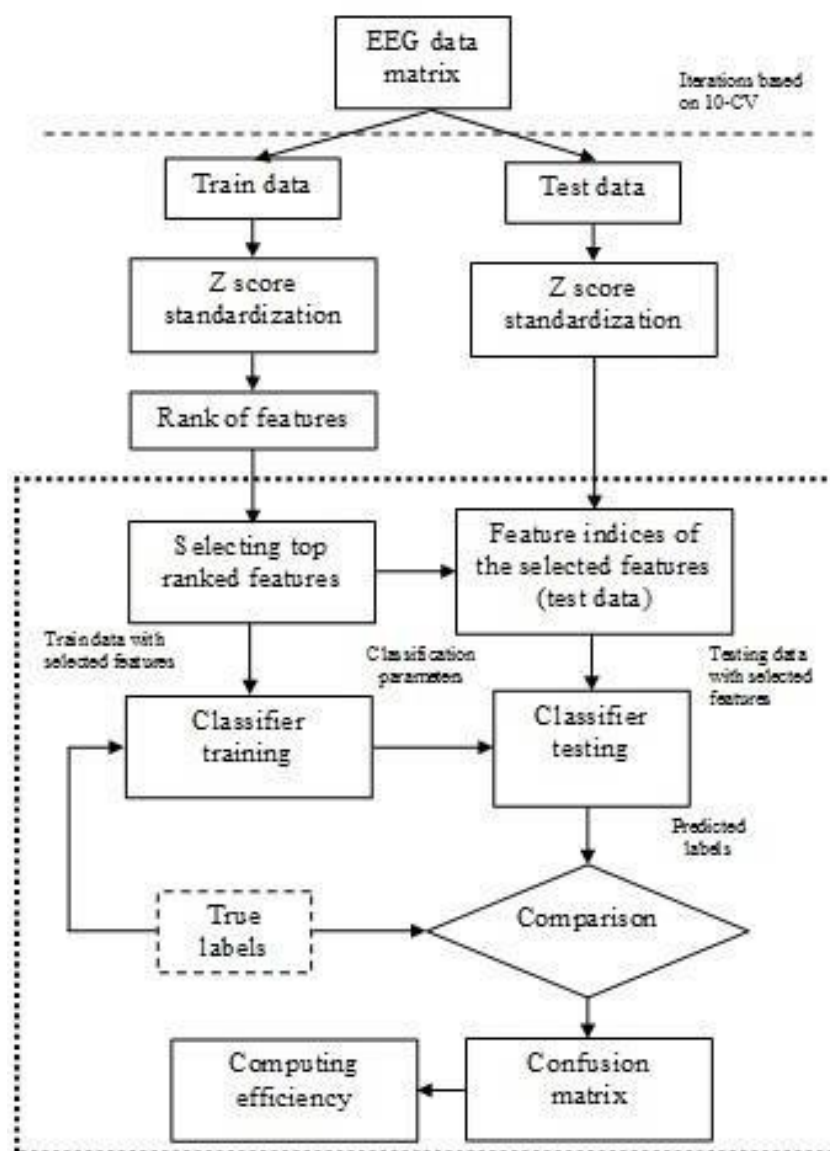 EEG data
matrix
Iterations based
on 10-CV
Train data
Test data
Z score
standardization
Z score
standardization
Rank of features
Selecting top
ranked features
Feature indices of
the selected features
(test data)
Train data with
selected features
Classification
parameters
Testing data
with selected
features
Classifier
training
Classifier
testing
Predicted
labels
True
labels
Comparison
Computing
efficiency
Confusion
matrix